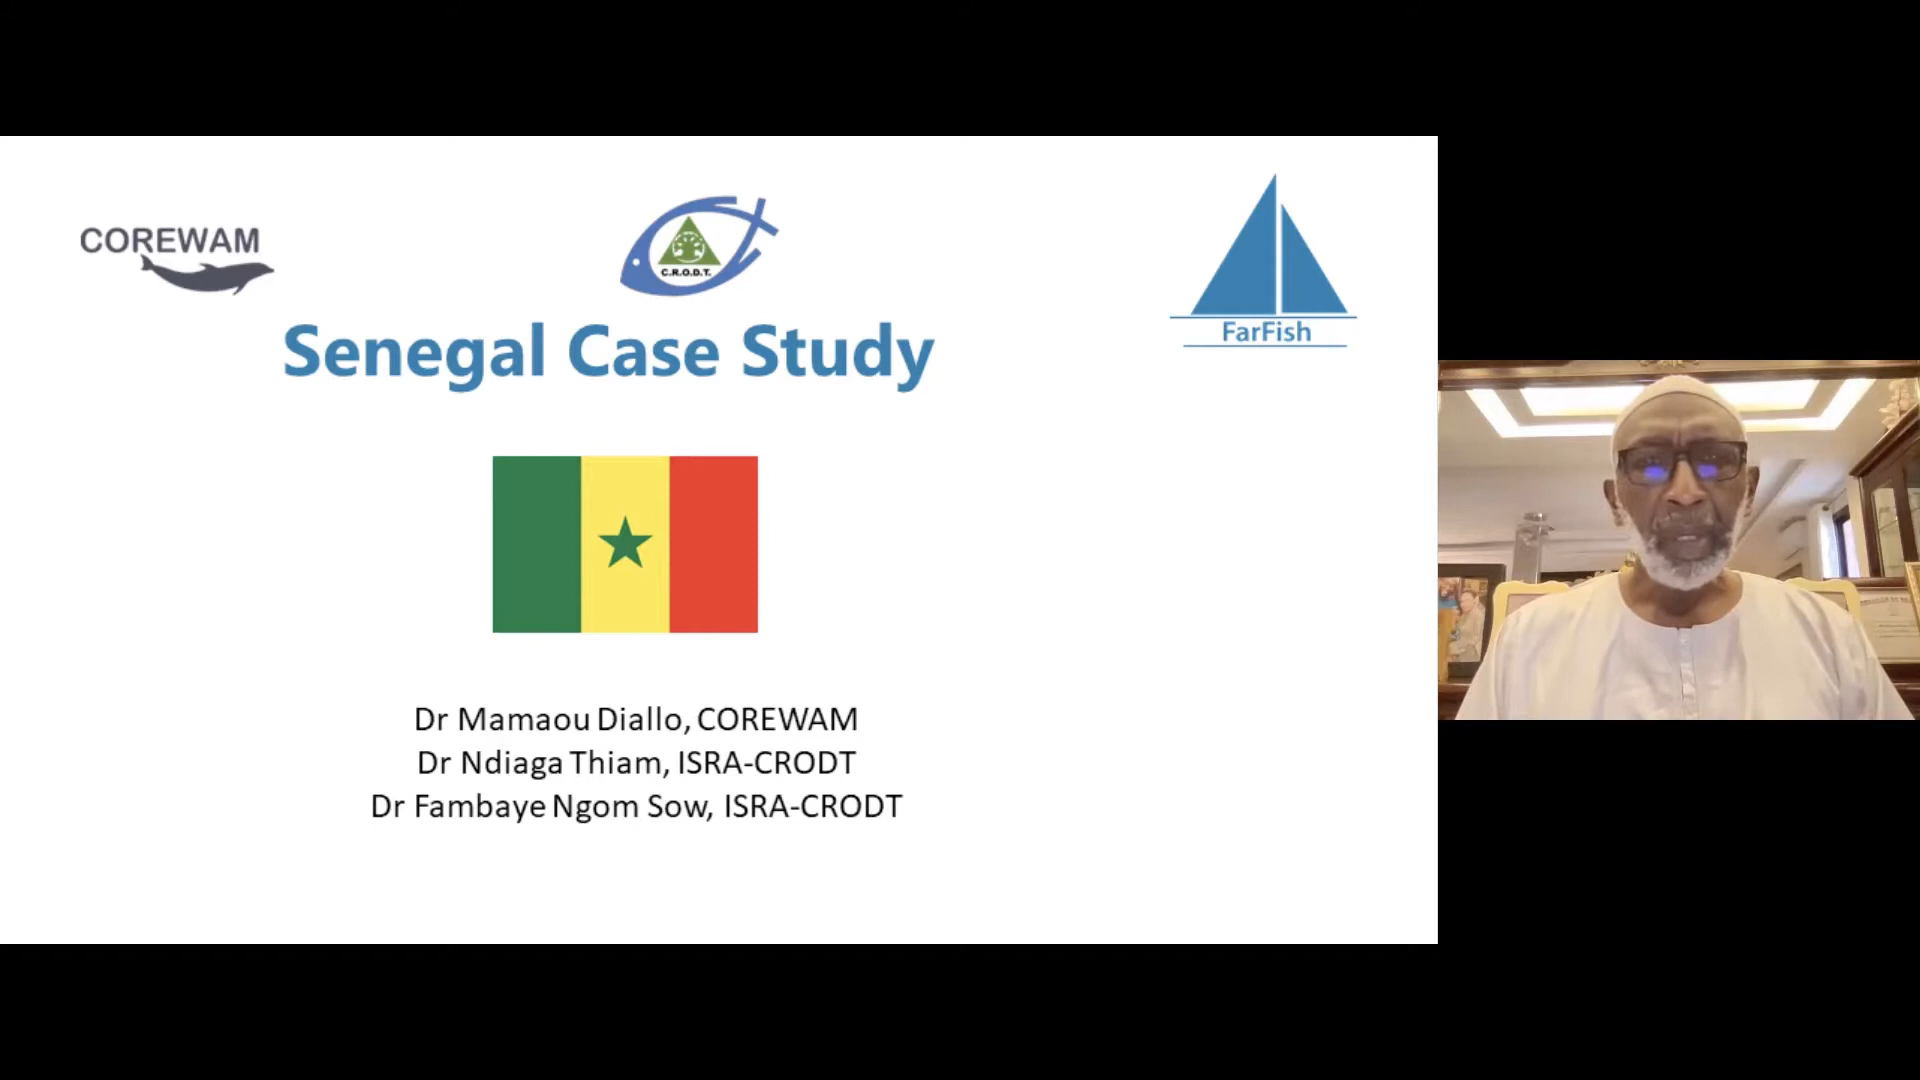 COREWAM
C.R.O.D.T.
FarFish
Senegal Case Study
Dr Mamaou Diallo, COREWAM
Dr Ndiaga Thiam, ISRA-CRODT
Dr Fambaye Ngom Sow, ISRA-CRODT